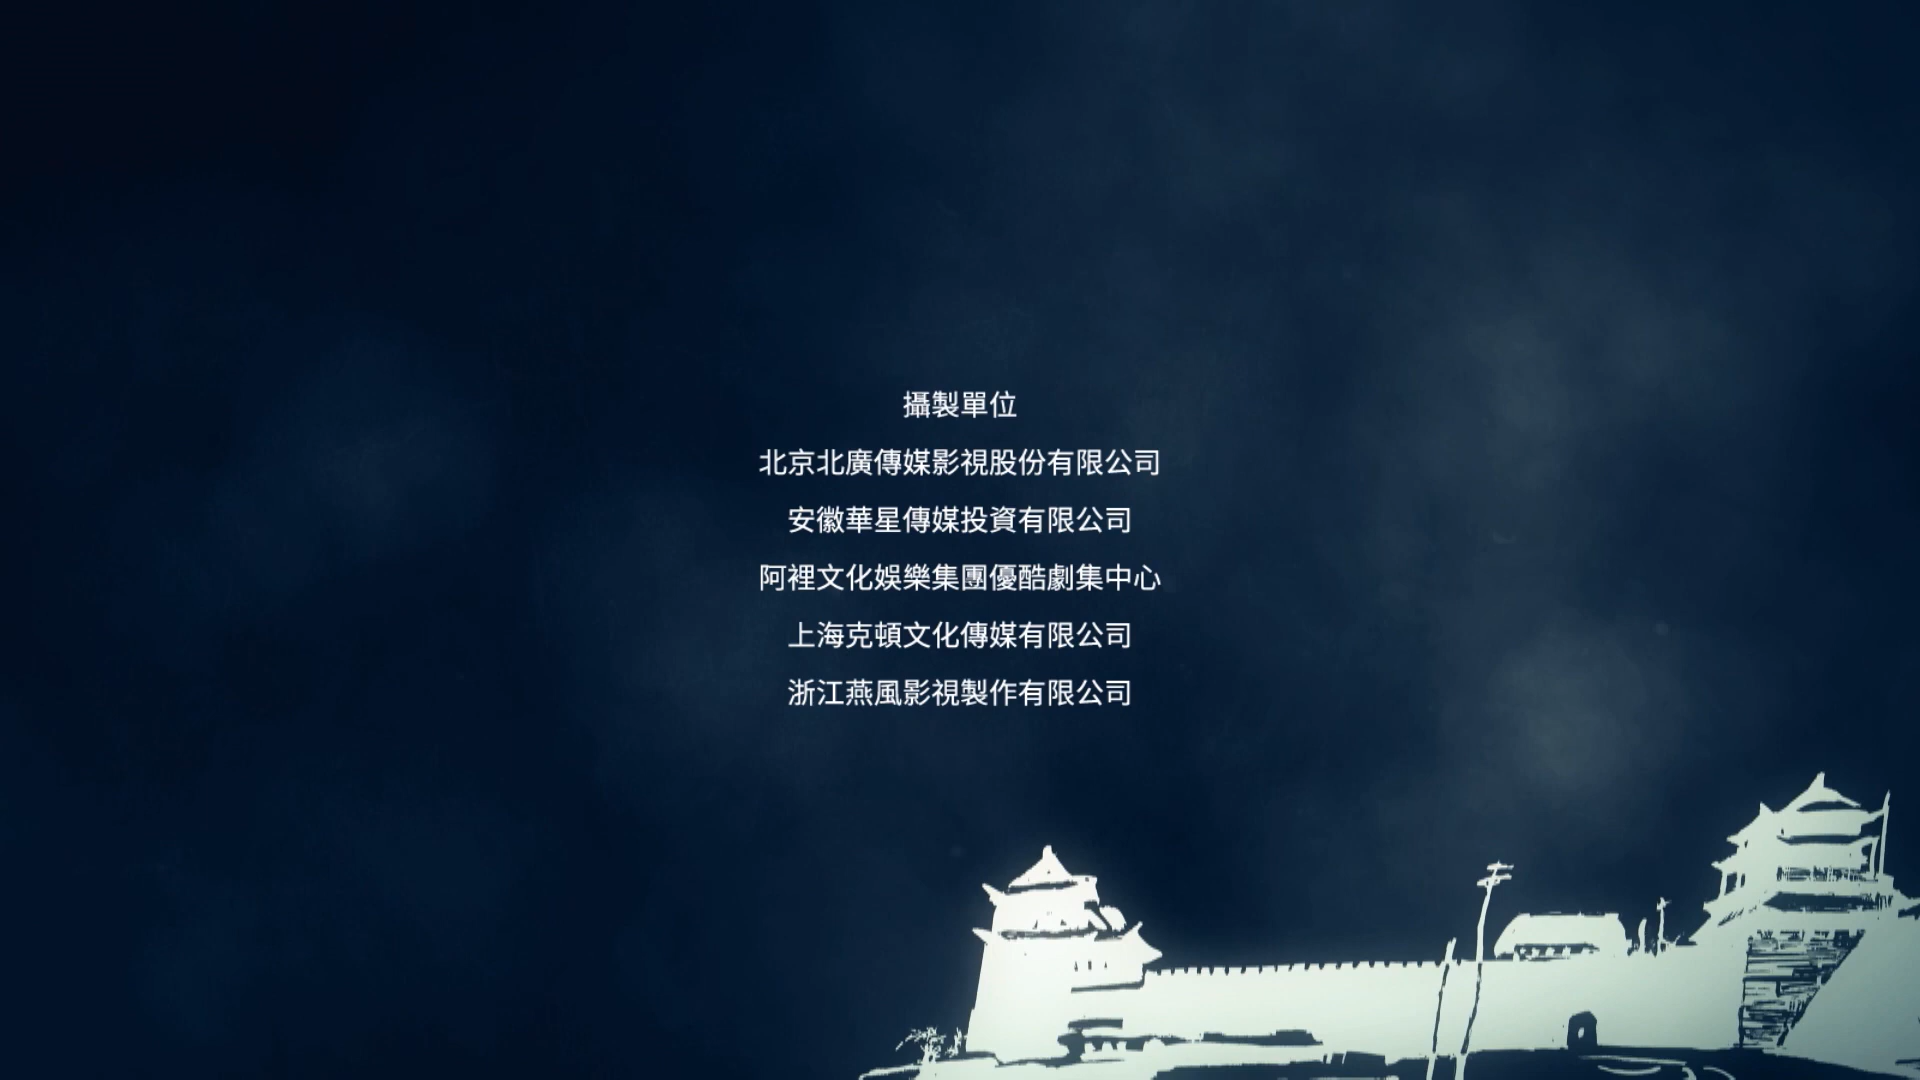 攝製單位
北京北廣傳媒影視股份有限公司
安徽華星傳媒投資有限公司
阿裡文化娛樂集團優酷劇集中心
上海克頓文化傳媒有限公司
浙江燕風影視製作有限公司